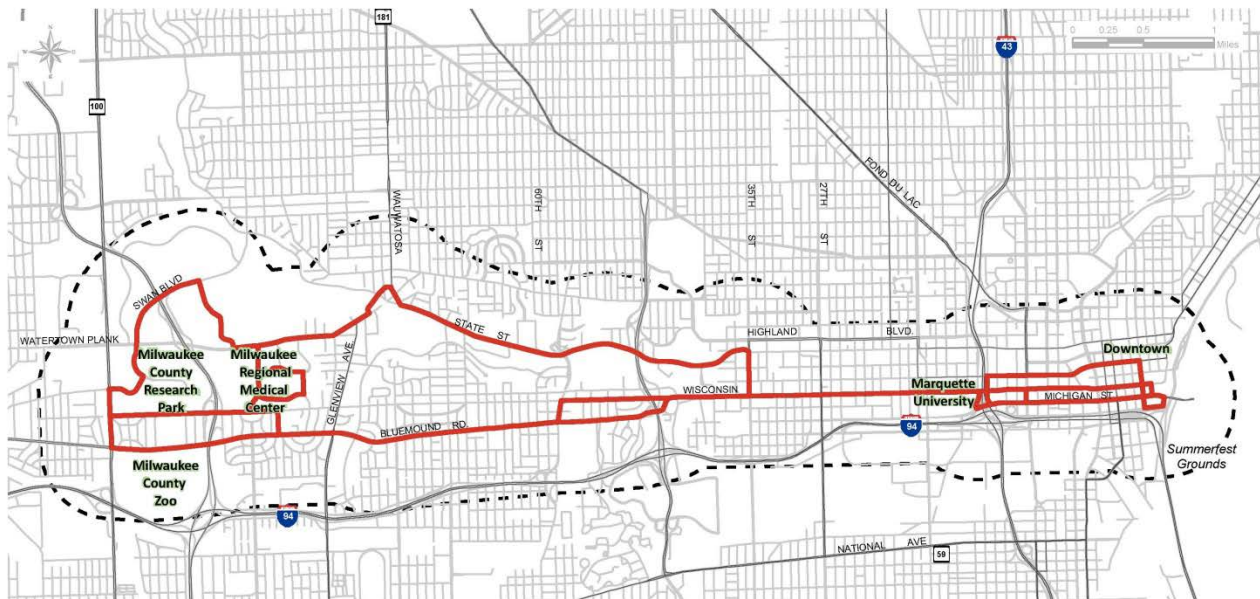 181
43
0
0.25
0.5
1
Miles
100
FOND DU LAC
WAUWATOSA
60TH
ST
35TH
ST
27TH
ST
SWAN BLVD
WATERTOWN PLANK
STATE ST
HIGHLAND
BLVD.
Milwaukee
County
Research
Park
Milwaukee
Regional
Medical
Center
GLENVIEW AVE
Downtown
WISCONSIN
Marquette
University
MICHIGAN ST
BLUEMOUND RD.
94
Summerfest
Grounds
Milwaukee
County
Zoo
94
NATIONAL AVE
59